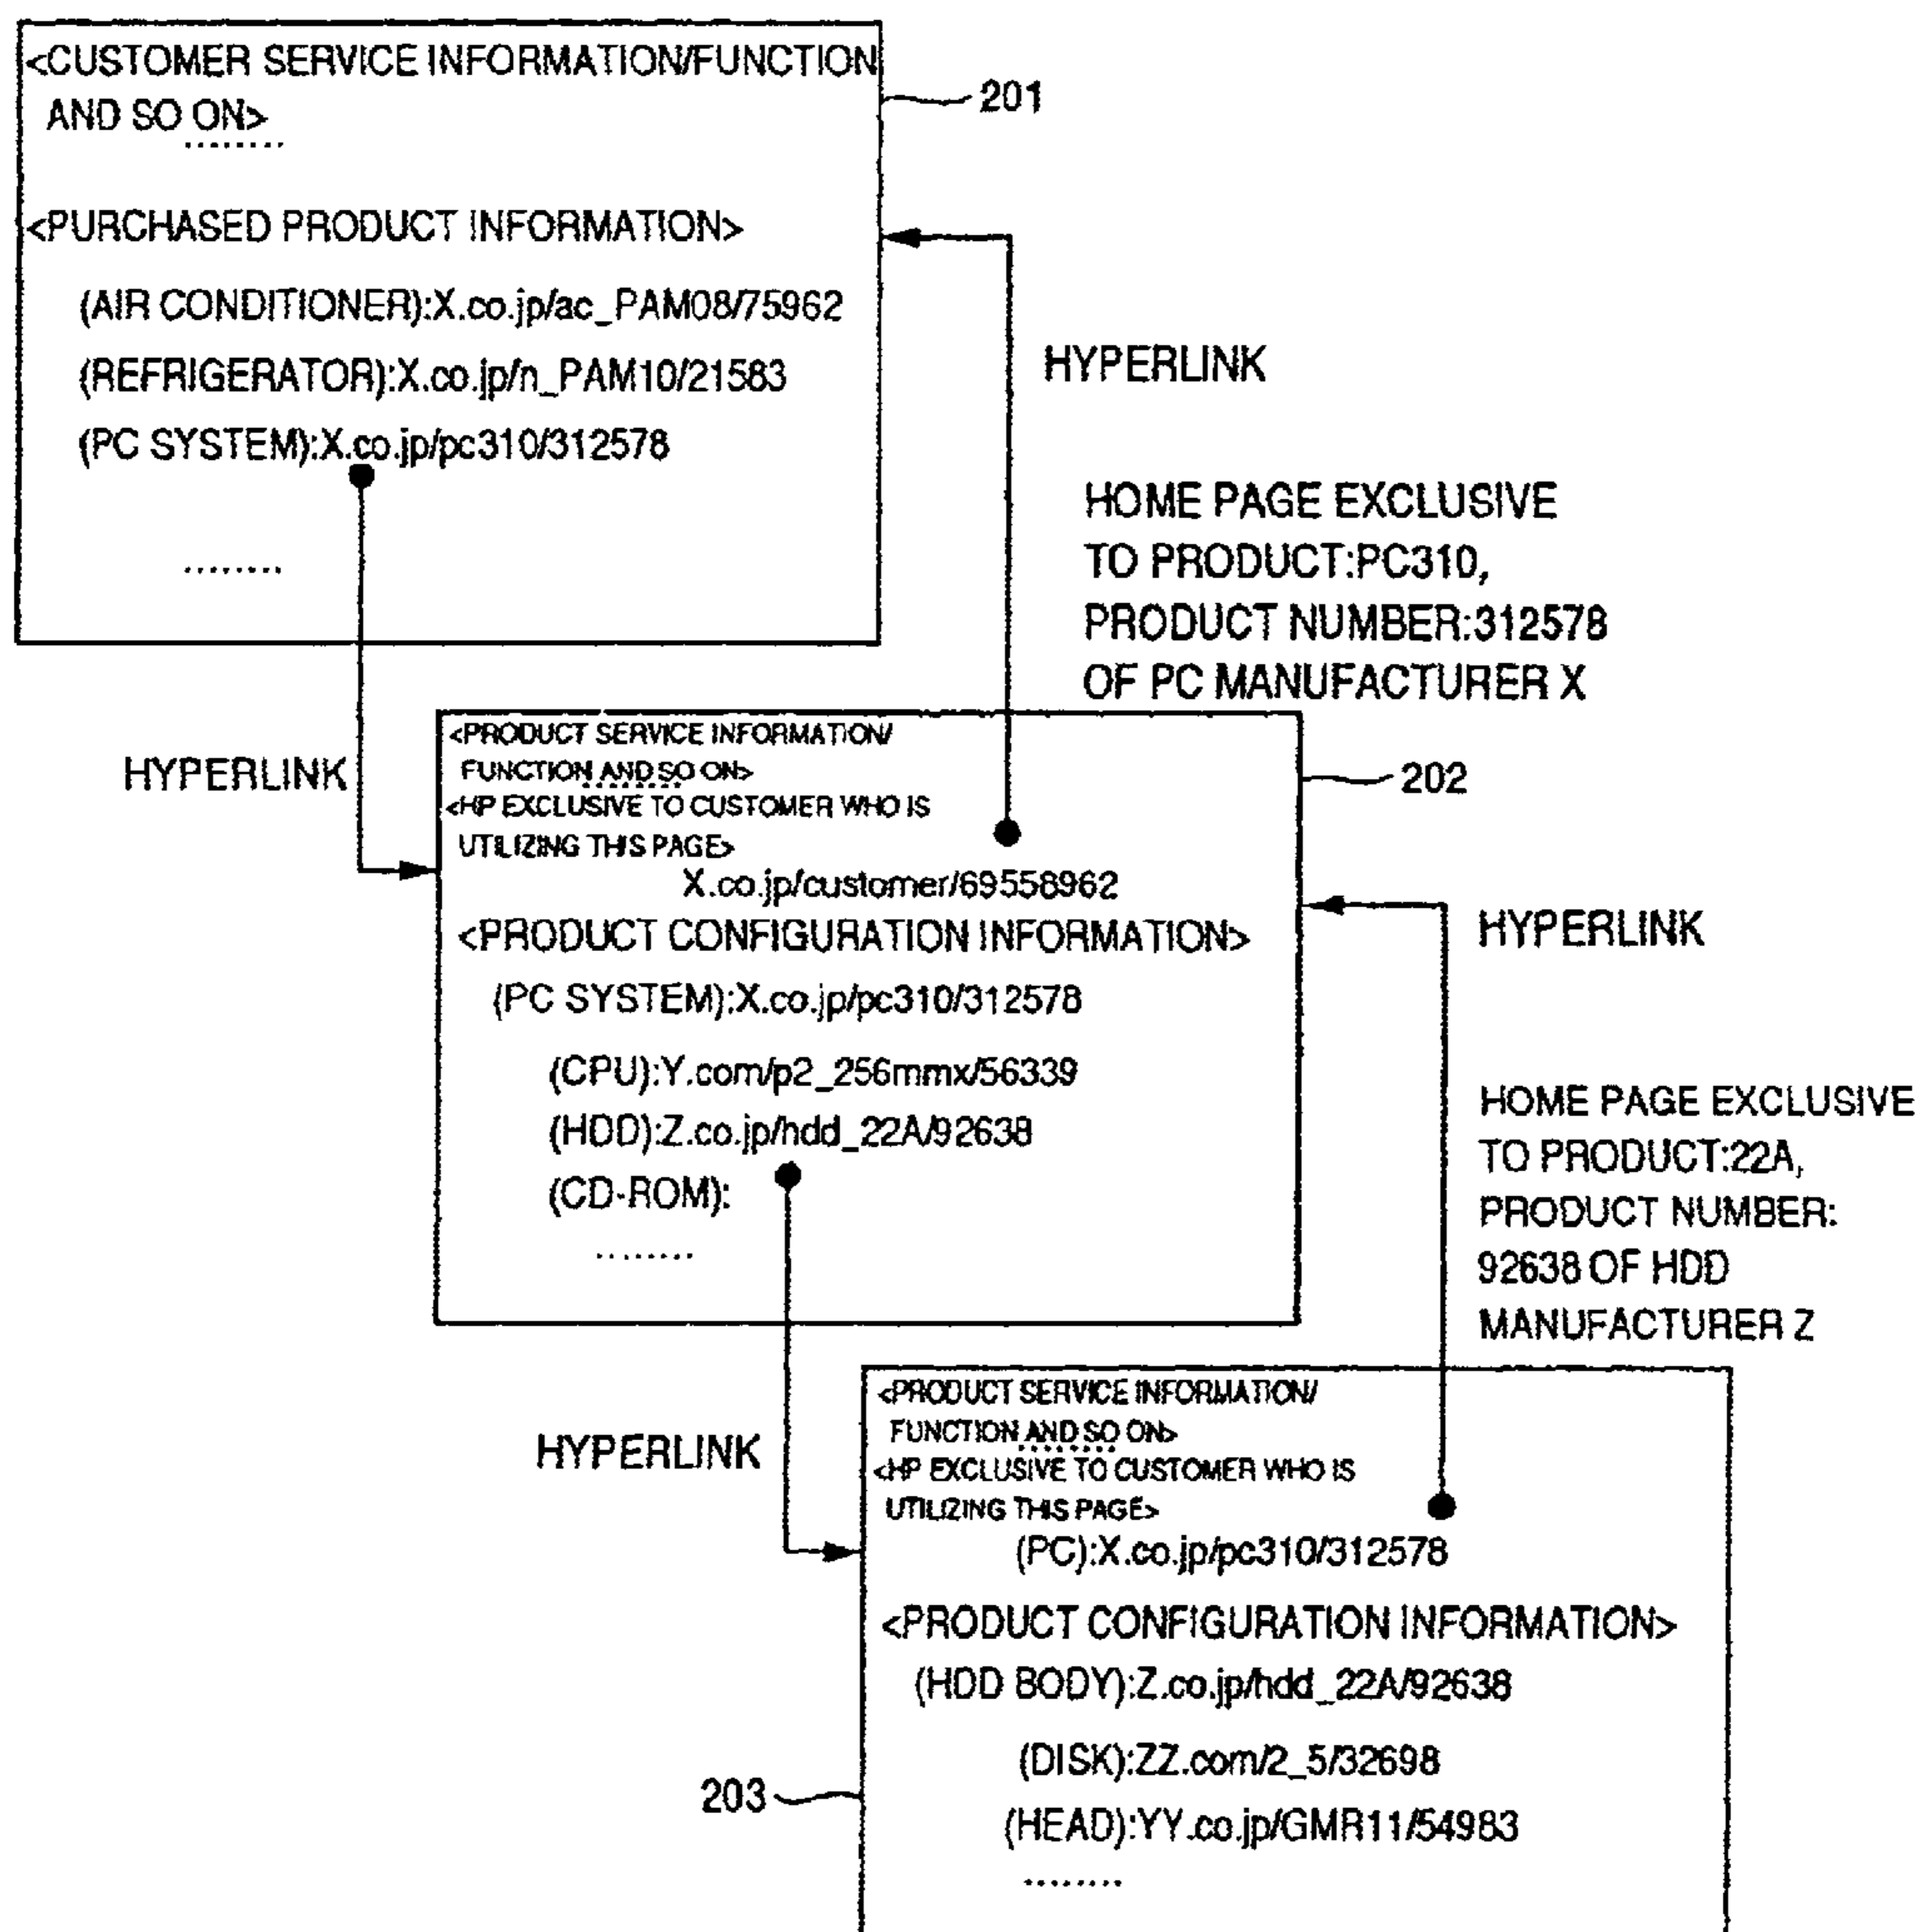 <CUSTOMER SERVICE INFORMATION/FUNCTION
AND SO ON>
........
201
<PURCHASED PRODUCT INFORMATION>
(AIR CONDITIONER):X.co.jp/ac_PAM08/75962
(REFRIGERATOR):X.co.jp/n_PAM10/21583
(PC SYSTEM):X.co.jp/pc310/312578
........
HYPERLINK
HOME PAGE EXCLUSIVE
TO PRODUCT:PC310,
PRODUCT NUMBER:312578
OF PC MANUFACTURER X
HYPERLINK
<PRODUCT SERVICE INFORMATION/
FUNCTION AND SO ON>
........
<HP EXCLUSIVE TO CUSTOMER WHO IS
UTILIZING THIS PAGE>
X.co.jp/customer/69558962
202
<PRODUCT CONFIGURATION INFORMATION>
(PC SYSTEM):X.co.jp/pc310/312578
(CPU):Y.com/p2_256mmx/56339
(HDD):Z.co.jp/hdd_22A/92638
(CD-ROM):
........
HYPERLINK
HOME PAGE EXCLUSIVE
TO PRODUCT:22A,
PRODUCT NUMBER:
92638 OF HDD
MANUFACTURER Z
HYPERLINK
<PRODUCT SERVICE INFORMATION/
FUNCTION AND SO ON>
........
<HP EXCLUSIVE TO CUSTOMER WHO IS
UTILIZING THIS PAGE>
(PC):X.co.jp/pc310/312578
<PRODUCT CONFIGURATION INFORMATION>
(HDD BODY):Z.co.jp/hdd_22A/92638
(DISK):ZZ.com/2_5/32698
203
(HEAD):YY.co.jp/GMR11/54983
........